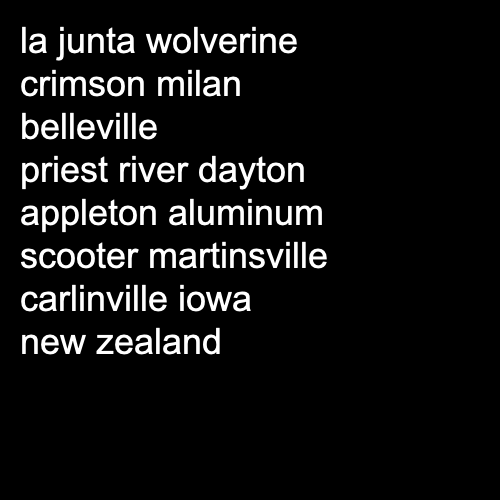 la junta wolverine
crimson milan
belleville
priest river dayton
appleton aluminum
scooter martinsville
carlinville iowa
new zealand